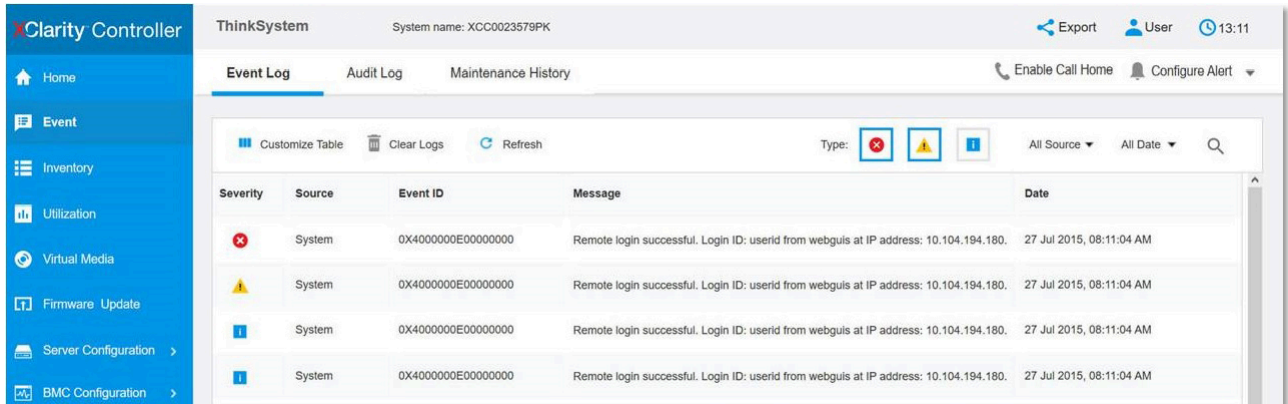 XClarity Controller
ThinkSystem System name: XCC0023579PK Export User 13:11
Home
Event Log Audit Log Maintenance History Enable Call Home Configure Alert
Event
Customize Table Clear Logs Refresh Type: All Source All Date
Inventory
Severity Source Event ID Message Date
Utilization
System 0X4000000E00000000 Remote login successful. Login ID: userid from webguis at IP address: 10.104.194.180. 27 Jul 2015, 08:11:04 AM
Virtual Media
System 0X4000000E00000000 Remote login successful. Login ID: userid from webguis at IP address: 10.104.194.180. 27 Jul 2015, 08:11:04 AM
Firmware Update
System 0X4000000E00000000 Remote login successful. Login ID: userid from webguis at IP address: 10.104.194.180. 27 Jul 2015, 08:11:04 AM
Server Configuration >
System 0X4000000E00000000 Remote login successful. Login ID: userid from webguis at IP address: 10.104.194.180. 27 Jul 2015, 08:11:04 AM
BMC Configuration >